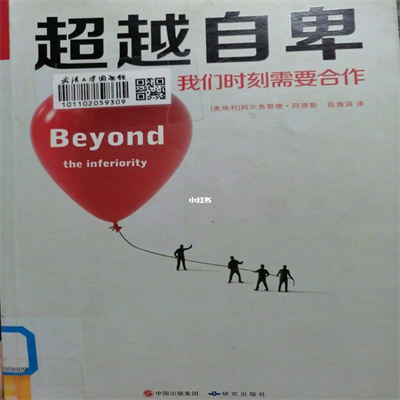 超越自卑
武汉大学图书馆
101102059309
我们时刻需要合作
[奥地利]阿尔弗雷德·阿德勒 陈海涓 译
Beyond
the inferiority
小红书
中国出版集团 研究出版社